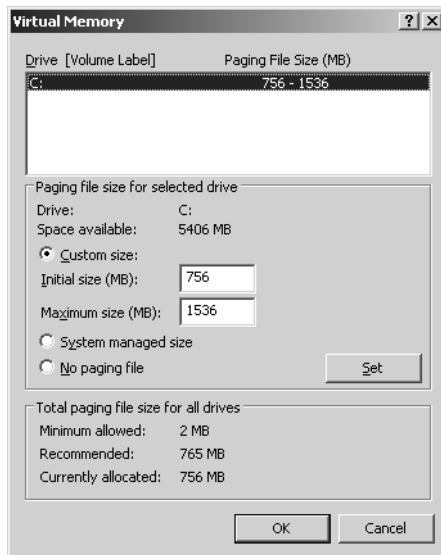 Virtual Memory
Drive [Volume Label] Paging File Size (MB)
C: 756 - 1536
Paging file size for selected drive
Drive: C:
Space available: 5406 MB
Custom size:
Initial size (MB): 756
Maximum size (MB): 1536
System managed size
No paging file Set
Total paging file size for all drives
Minimum allowed: 2 MB
Recommended: 765 MB
Currently allocated: 756 MB
OK Cancel